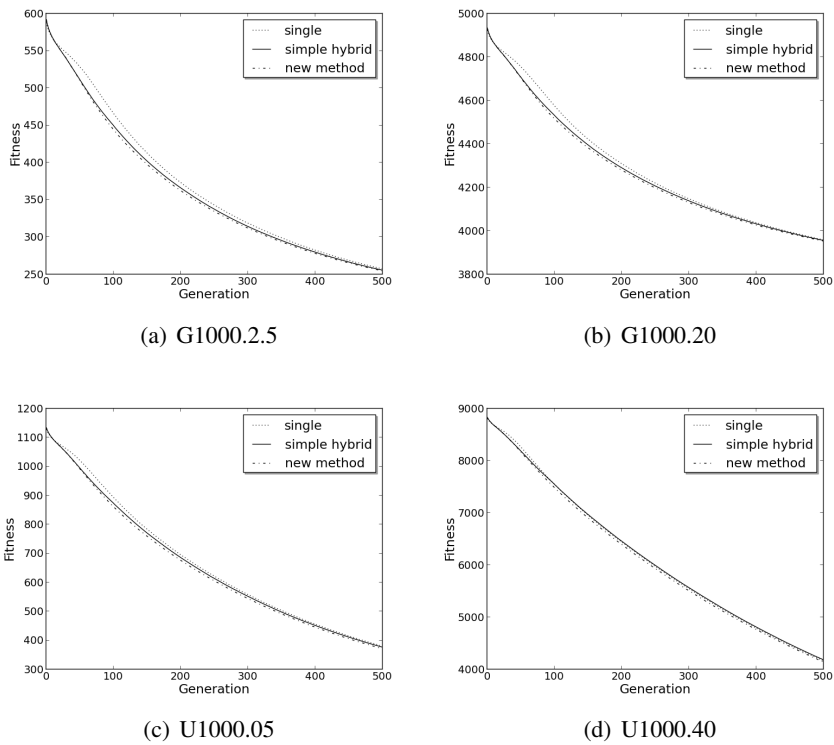 600
550
500
450
400
350
300
250
0 100 200 300 400 500
Fitness
Generation
single
simple hybrid
new method
(a) G1000.2.5
5000
4800
4600
4400
4200
4000
3800
0 100 200 300 400 500
Fitness
Generation
single
simple hybrid
new method
(b) G1000.20
1200
1100
1000
900
800
700
600
500
400
300
0 100 200 300 400 500
Fitness
Generation
single
simple hybrid
new method
(c) U1000.05
9000
8000
7000
6000
5000
4000
0 100 200 300 400 500
Fitness
Generation
single
simple hybrid
new method
(d) U1000.40